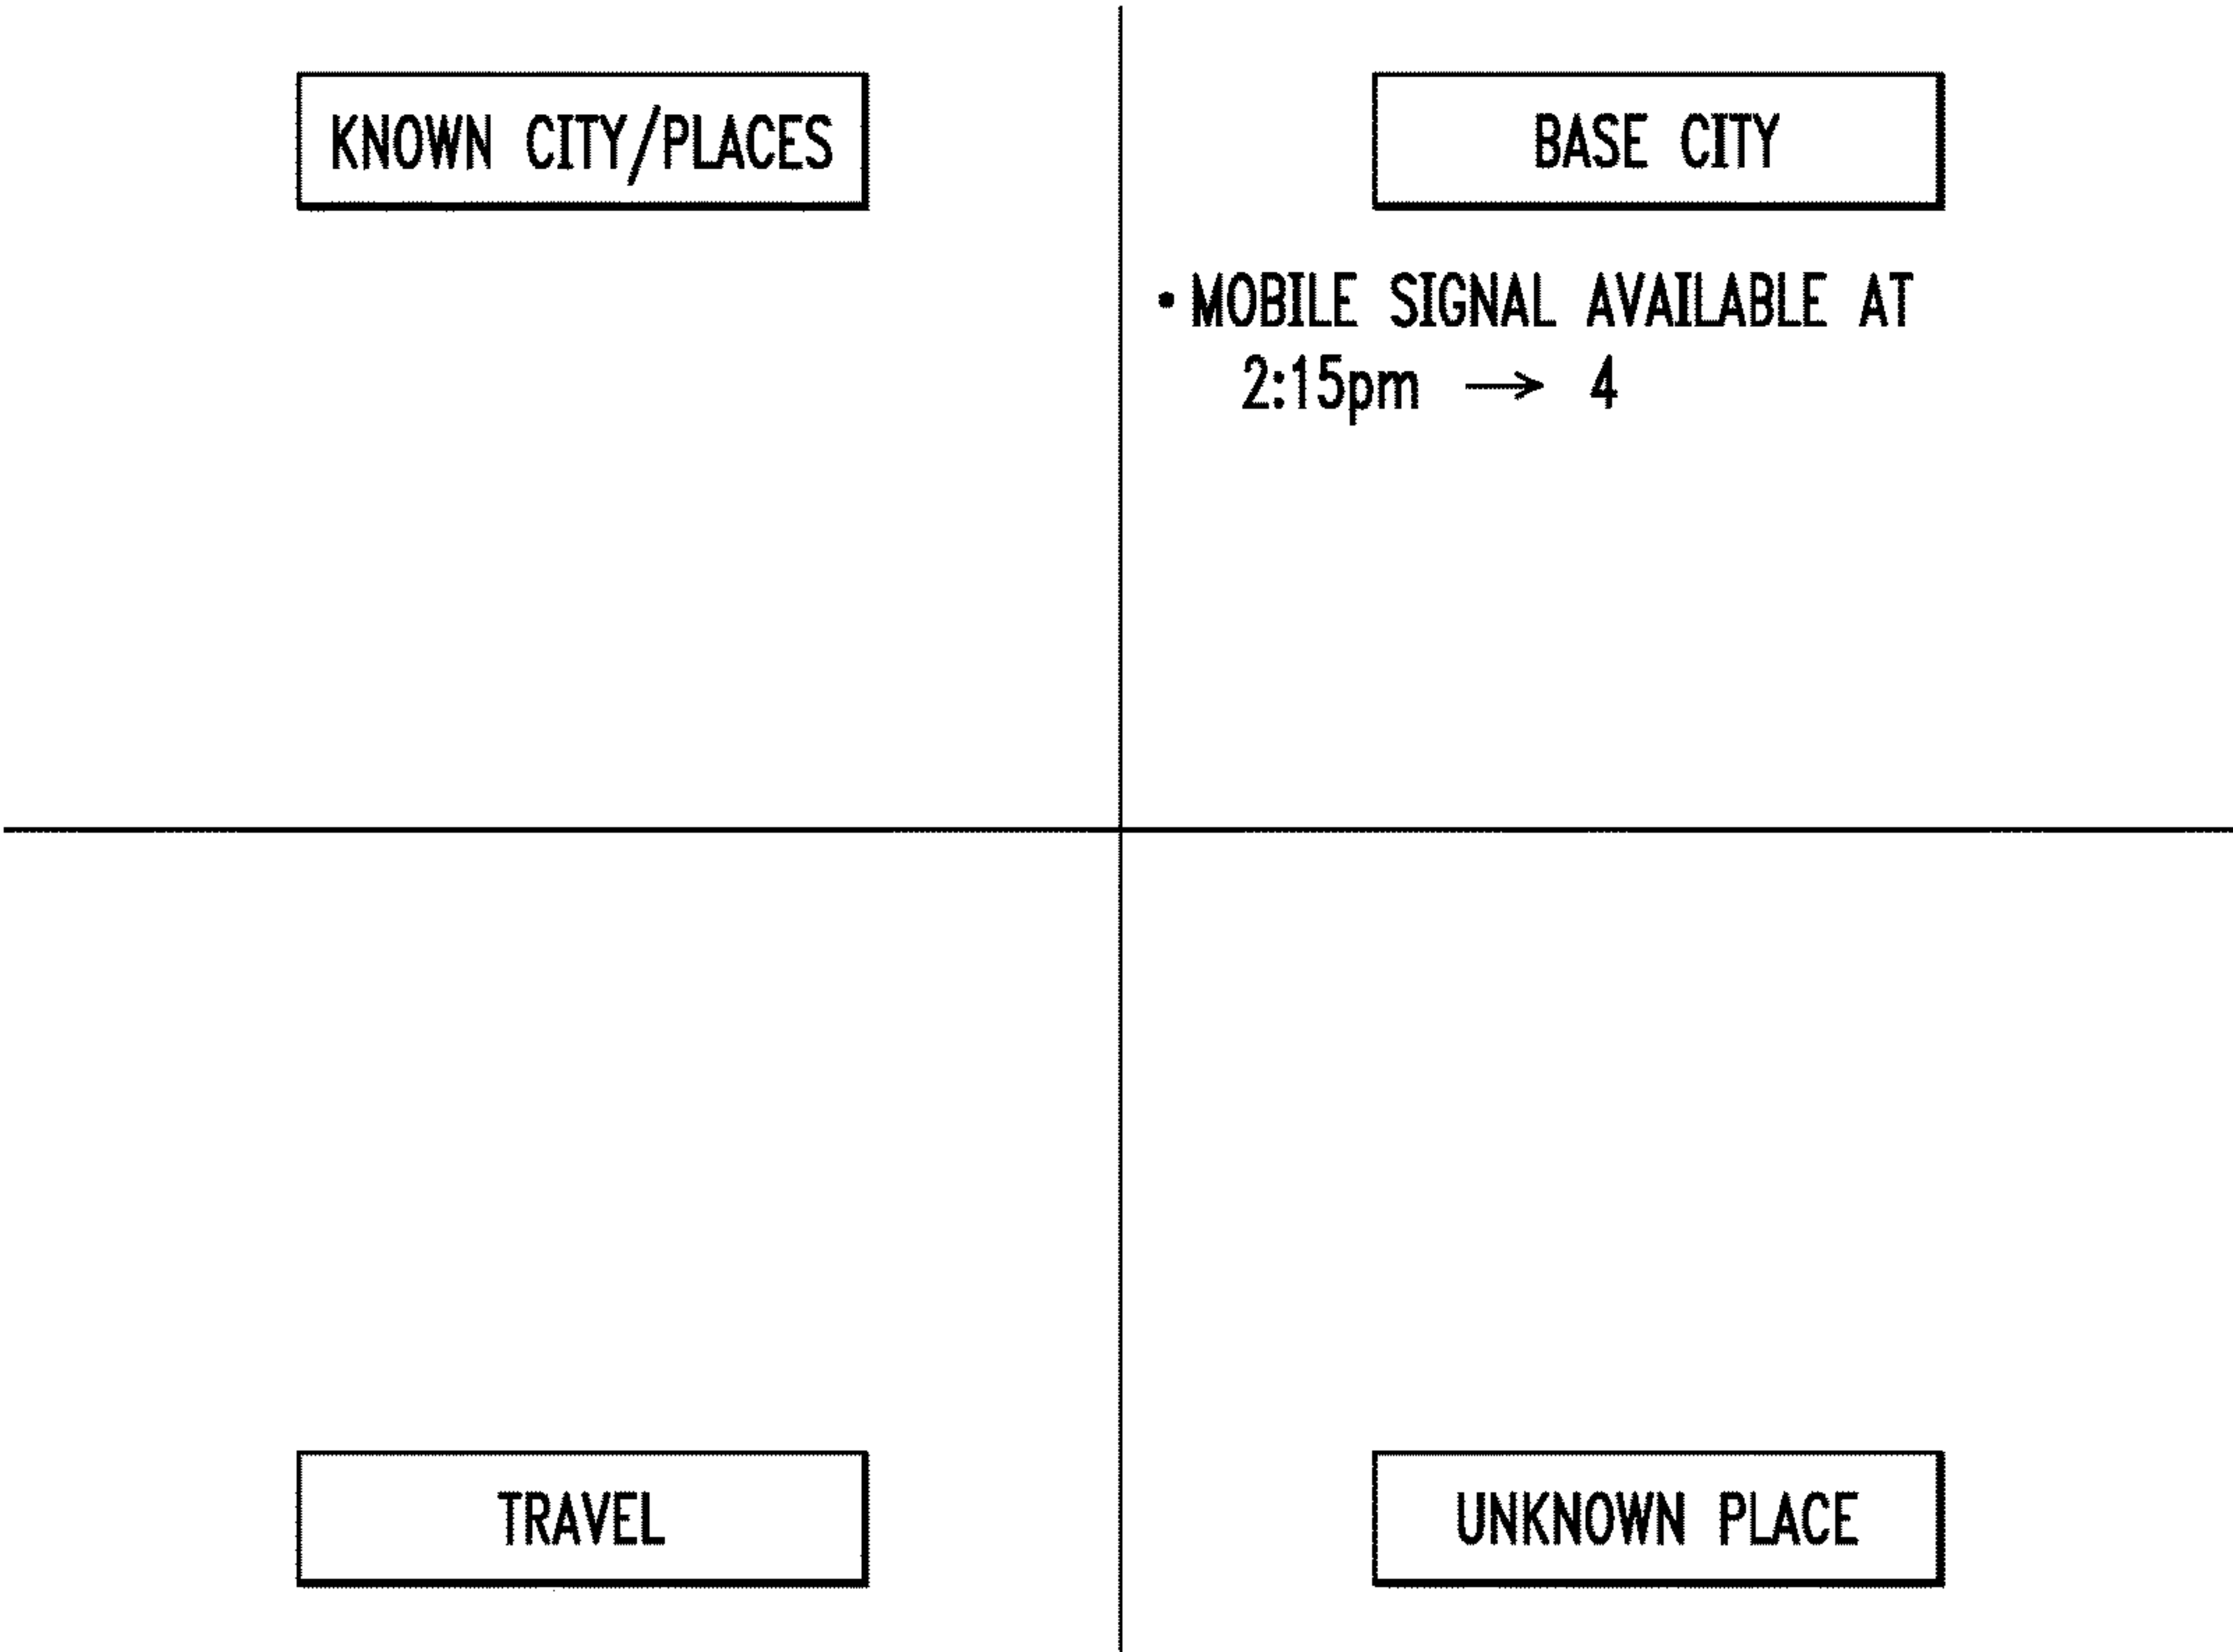 KNOWN CITY/PLACES
BASE CITY
• MOBILE SIGNAL AVAILABLE AT
2:15pm → 4
TRAVEL
UNKNOWN PLACE